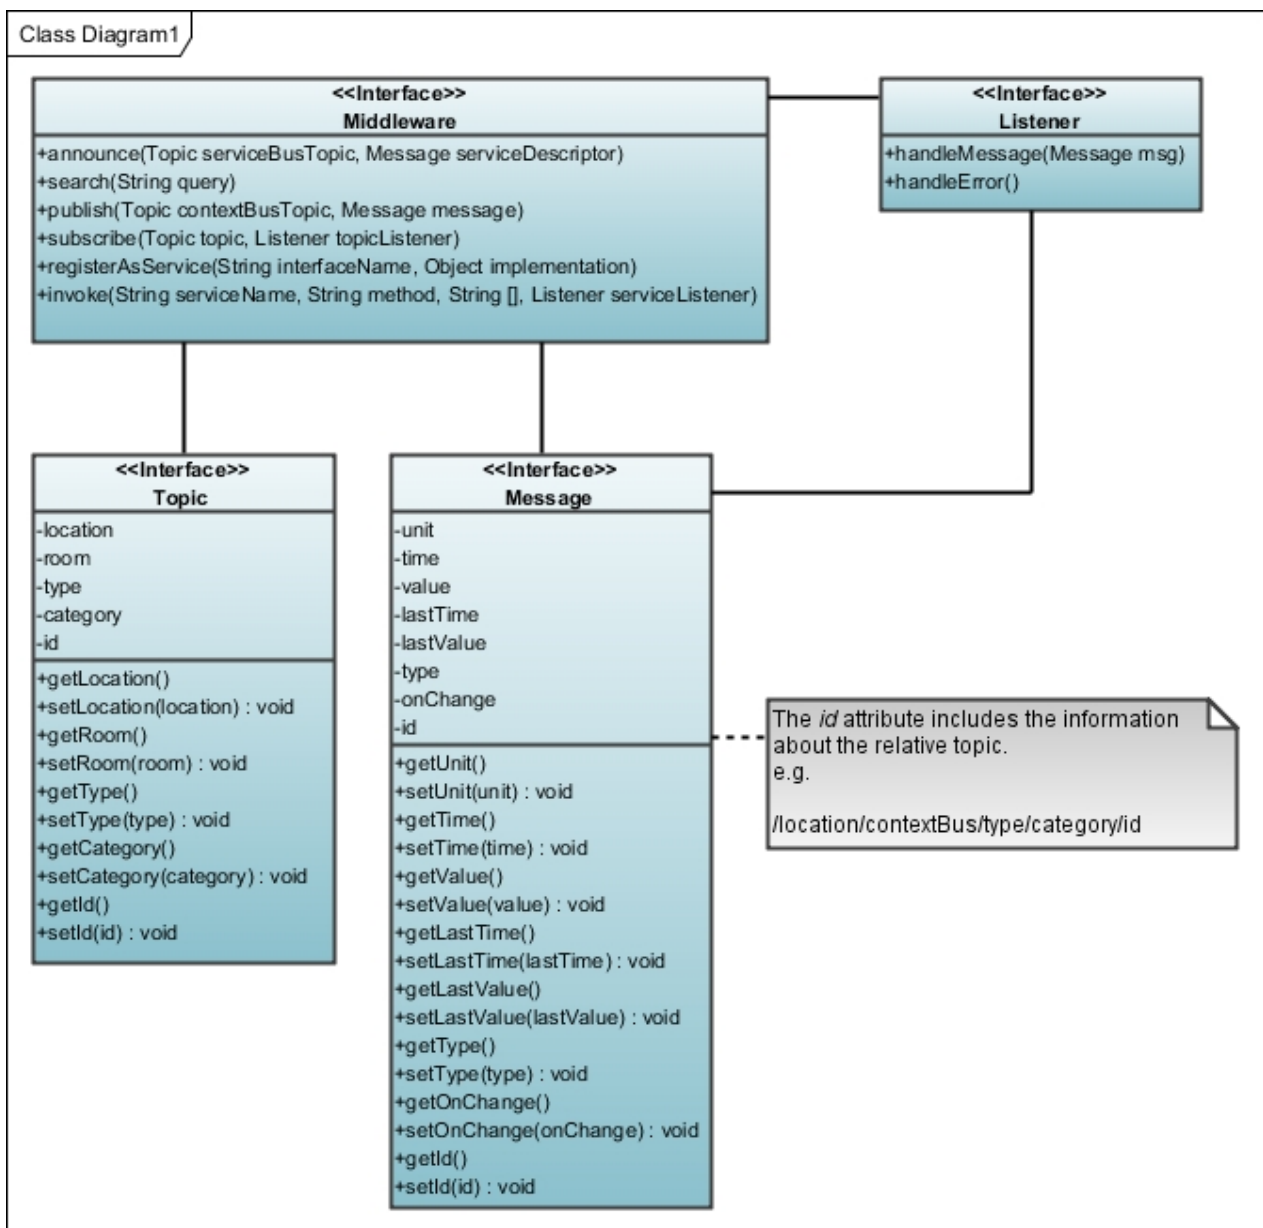 Class Diagram1
<<Interface>>
Middleware
+announce(Topic serviceBusTopic, Message serviceDescriptor)
+search(String query)
+publish(Topic contextBusTopic, Message message)
+subscribe(Topic topic, Listener topicListener)
+registerAsService(String interfaceName, Object implementation)
+invoke(String serviceName, String method, String [], Listener serviceListener)
<<Interface>>
Listener
+handleMessage(Message msg)
+handleError()
<<Interface>>
Topic
-location
-room
-type
-category
-id
+getLocation()
+setLocation(location) : void
+getRoom()
+setRoom(room) : void
+getType()
+setType(type) : void
+getCategory()
+setCategory(category) : void
+getId()
+setId(id) : void
<<Interface>>
Message
-unit
-time
-value
-lastTime
-lastValue
-type
-onChange
-id
+getUnit()
+setUnit(unit) : void
+getTime()
+setTime(time) : void
+getValue()
+setValue(value) : void
+getLastTime()
+setLastTime(lastTime) : void
+getLastValue()
+setLastValue(lastValue) : void
+getType()
+setType(type) : void
+getOnChange()
+setOnChange(onChange) : void
+getId()
+setId(id) : void
The id attribute includes the information
about the relative topic.
e.g.
/location/contextBus/type/category/id